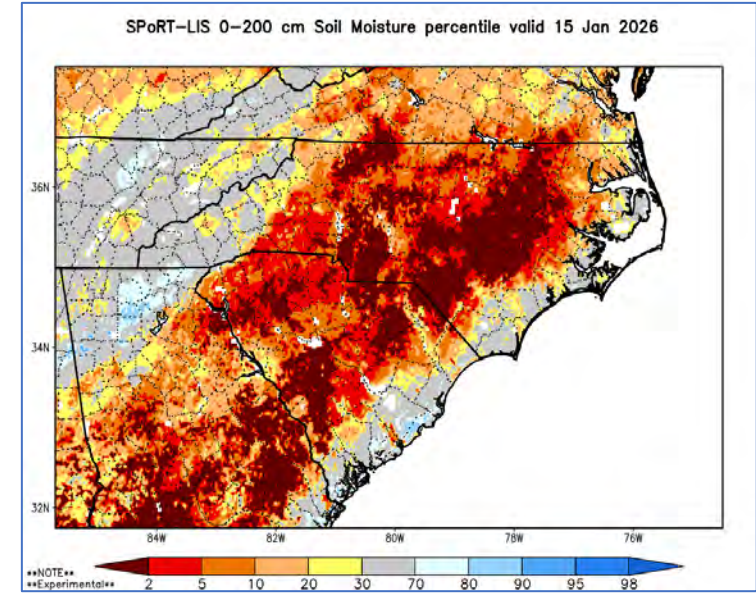 SPoRT-LIS 0-200 cm Soil Moisture percentile valid 15 Jan 2026
36N
34N
32N
84W 82W 80W 78W 76W
**NOTE**
**Experimental**
2 5 10 20 30 70 80 90 95 98